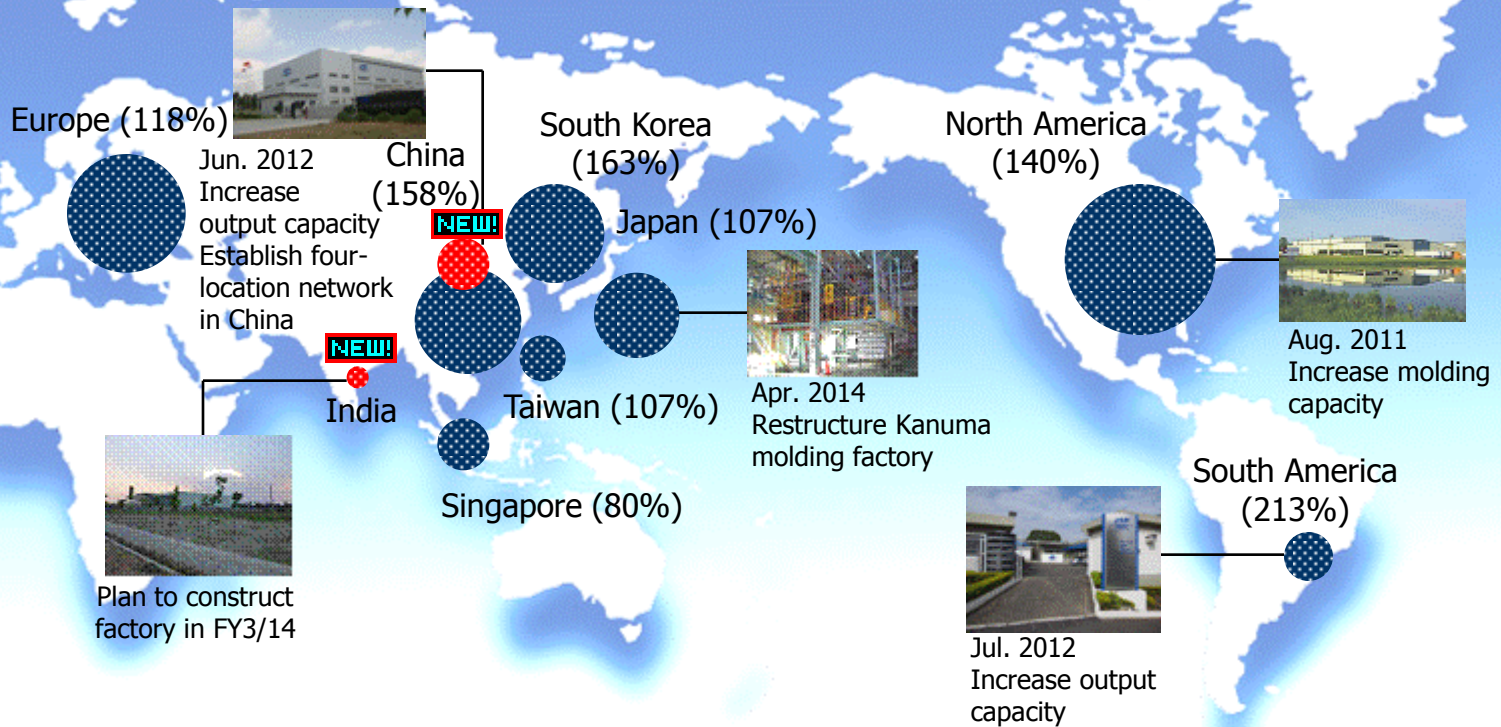 Europe (118%)
Jun. 2012
Increase
output capacity
Establish four-
location network
in China
China
(158%)
NEW!
South Korea
(163%)
Japan (107%)
Apr. 2014
Restructure Kanuma
molding factory
Taiwan (107%)
Singapore (80%)
NEW!
India
Plan to construct
factory in FY3/14
North America
(140%)
Aug. 2011
Increase molding
capacity
South America
(213%)
Jul. 2012
Increase output
capacity